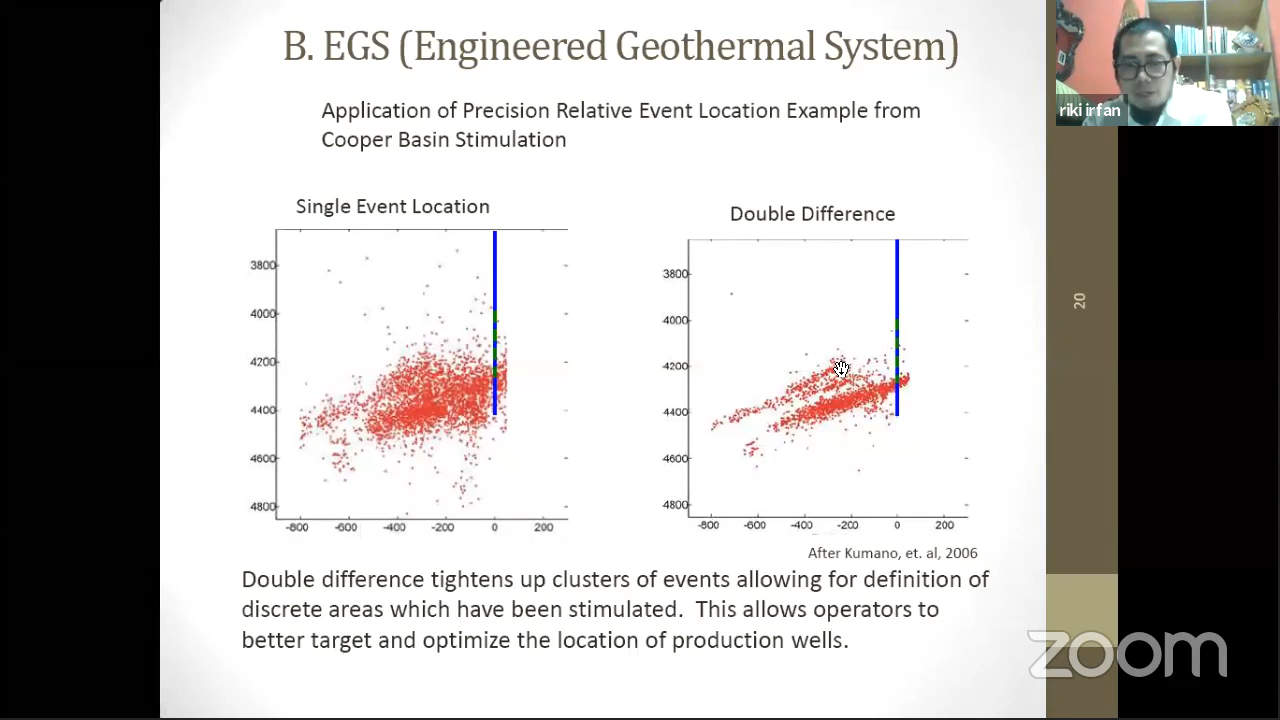 B. EGS (Engineered Geothermal System)
Application of Precision Relative Event Location Example from
Cooper Basin Stimulation
riki irfan
Single Event Location
Double Difference
3800
4000
4200
4400
4600
4800
-800 -600 -400 -200 0 200
3800
4000
4200
4400
4600
4800
-800 -600 -400 -200 0 200
20
After Kumano, et. al, 2006
Double difference tightens up clusters of events allowing for definition of
discrete areas which have been stimulated. This allows operators to
better target and optimize the location of production wells.
zoom